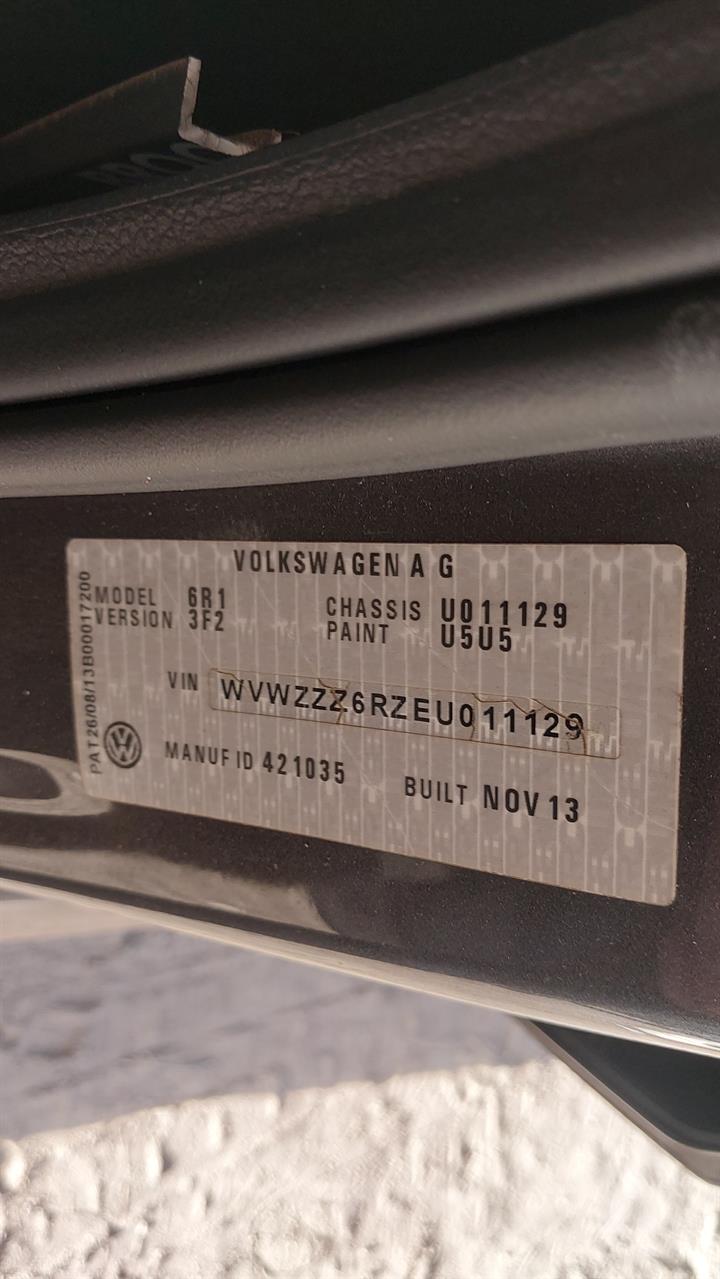 VOLKSWAGEN A G
MODEL 6R1
VERSION 3F2
CHASSIS U011129
PAINT U5U5
VIN WVWZZZ6RZEU011129
MANUF ID 421035
BUILT NOV 13
PAT26/08/13B00017200